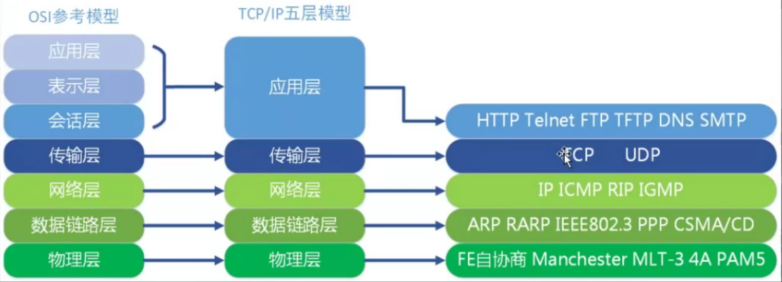 OSI参考模型
TCP/IP五层模型
应用层
表示层
会话层
传输层
网络层
数据链路层
物理层
应用层
传输层
网络层
数据链路层
物理层
HTTP Telnet FTP TFTP DNS SMTP
TCP UDP
IP ICMP RIP IGMP
ARP RARP IEEE802.3 PPP CSMA/CD
FE自协商 Manchester MLT-3 4A PAM5